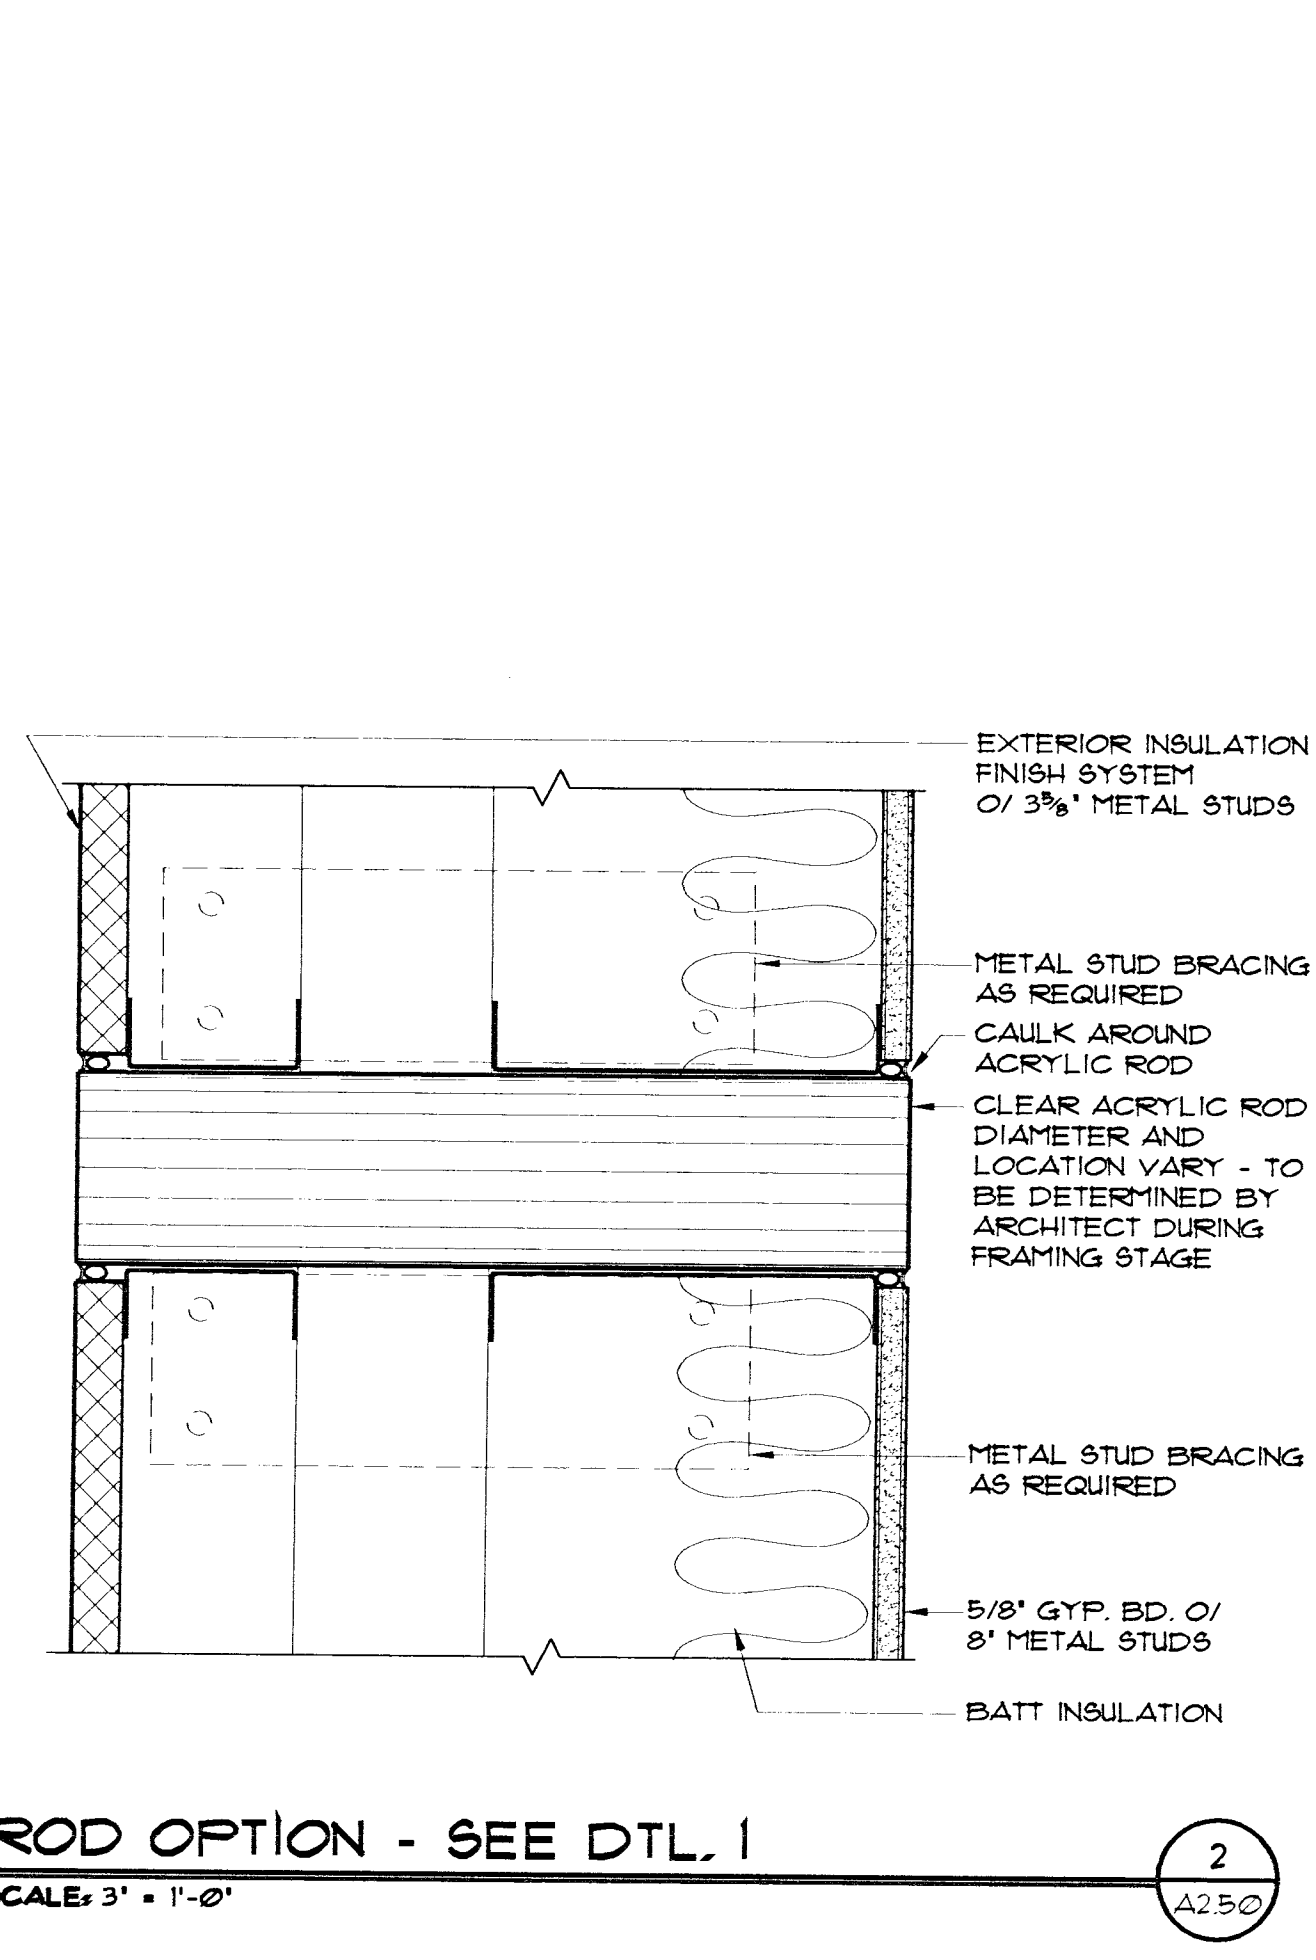 EXTERIOR INSULATION
FINISH SYSTEM
O/ 3⅝" METAL STUDS
METAL STUD BRACING
AS REQUIRED
CAULK AROUND
ACRYLIC ROD
CLEAR ACRYLIC ROD
DIAMETER AND
LOCATION VARY - TO
BE DETERMINED BY
ARCHITECT DURING
FRAMING STAGE
METAL STUD BRACING
AS REQUIRED
5/8" GYP. BD. O/
8" METAL STUDS
BATT INSULATION
ROD OPTION - SEE DTL. 1
CALE: 3" = 1'-0"
2
A2.50